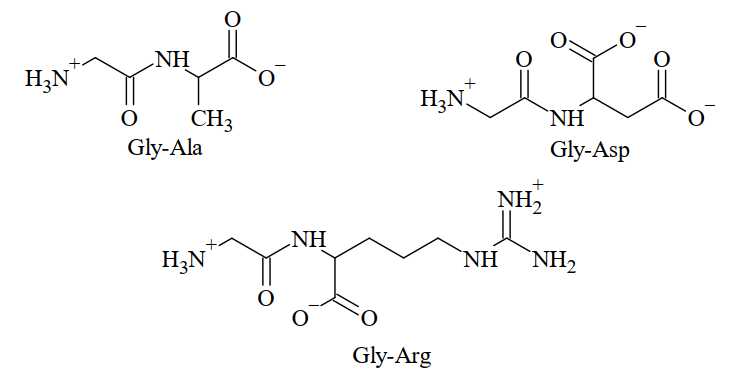 O
NH
H₃N⁺
O⁻
O
CH₃
Gly-Ala
O
O⁻
O
O
H₃N⁺
NH
O⁻
Gly-Asp
NH₂⁺
NH
H₃N⁺
NH
NH₂
O
O⁻
O
Gly-Arg